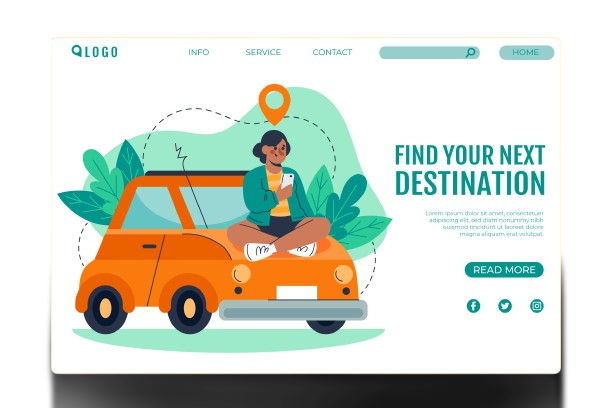 LOGO
INFO
SERVICE
CONTACT
HOME
FIND YOUR NEXT
DESTINATION
Lorem ipsum dolor sit amet, consectetuer
adipiscing elit, sed diam nonummy nibh
euismod tincidunt ut laoreet dolore
magna aliquam erat volutpat.
READ MORE